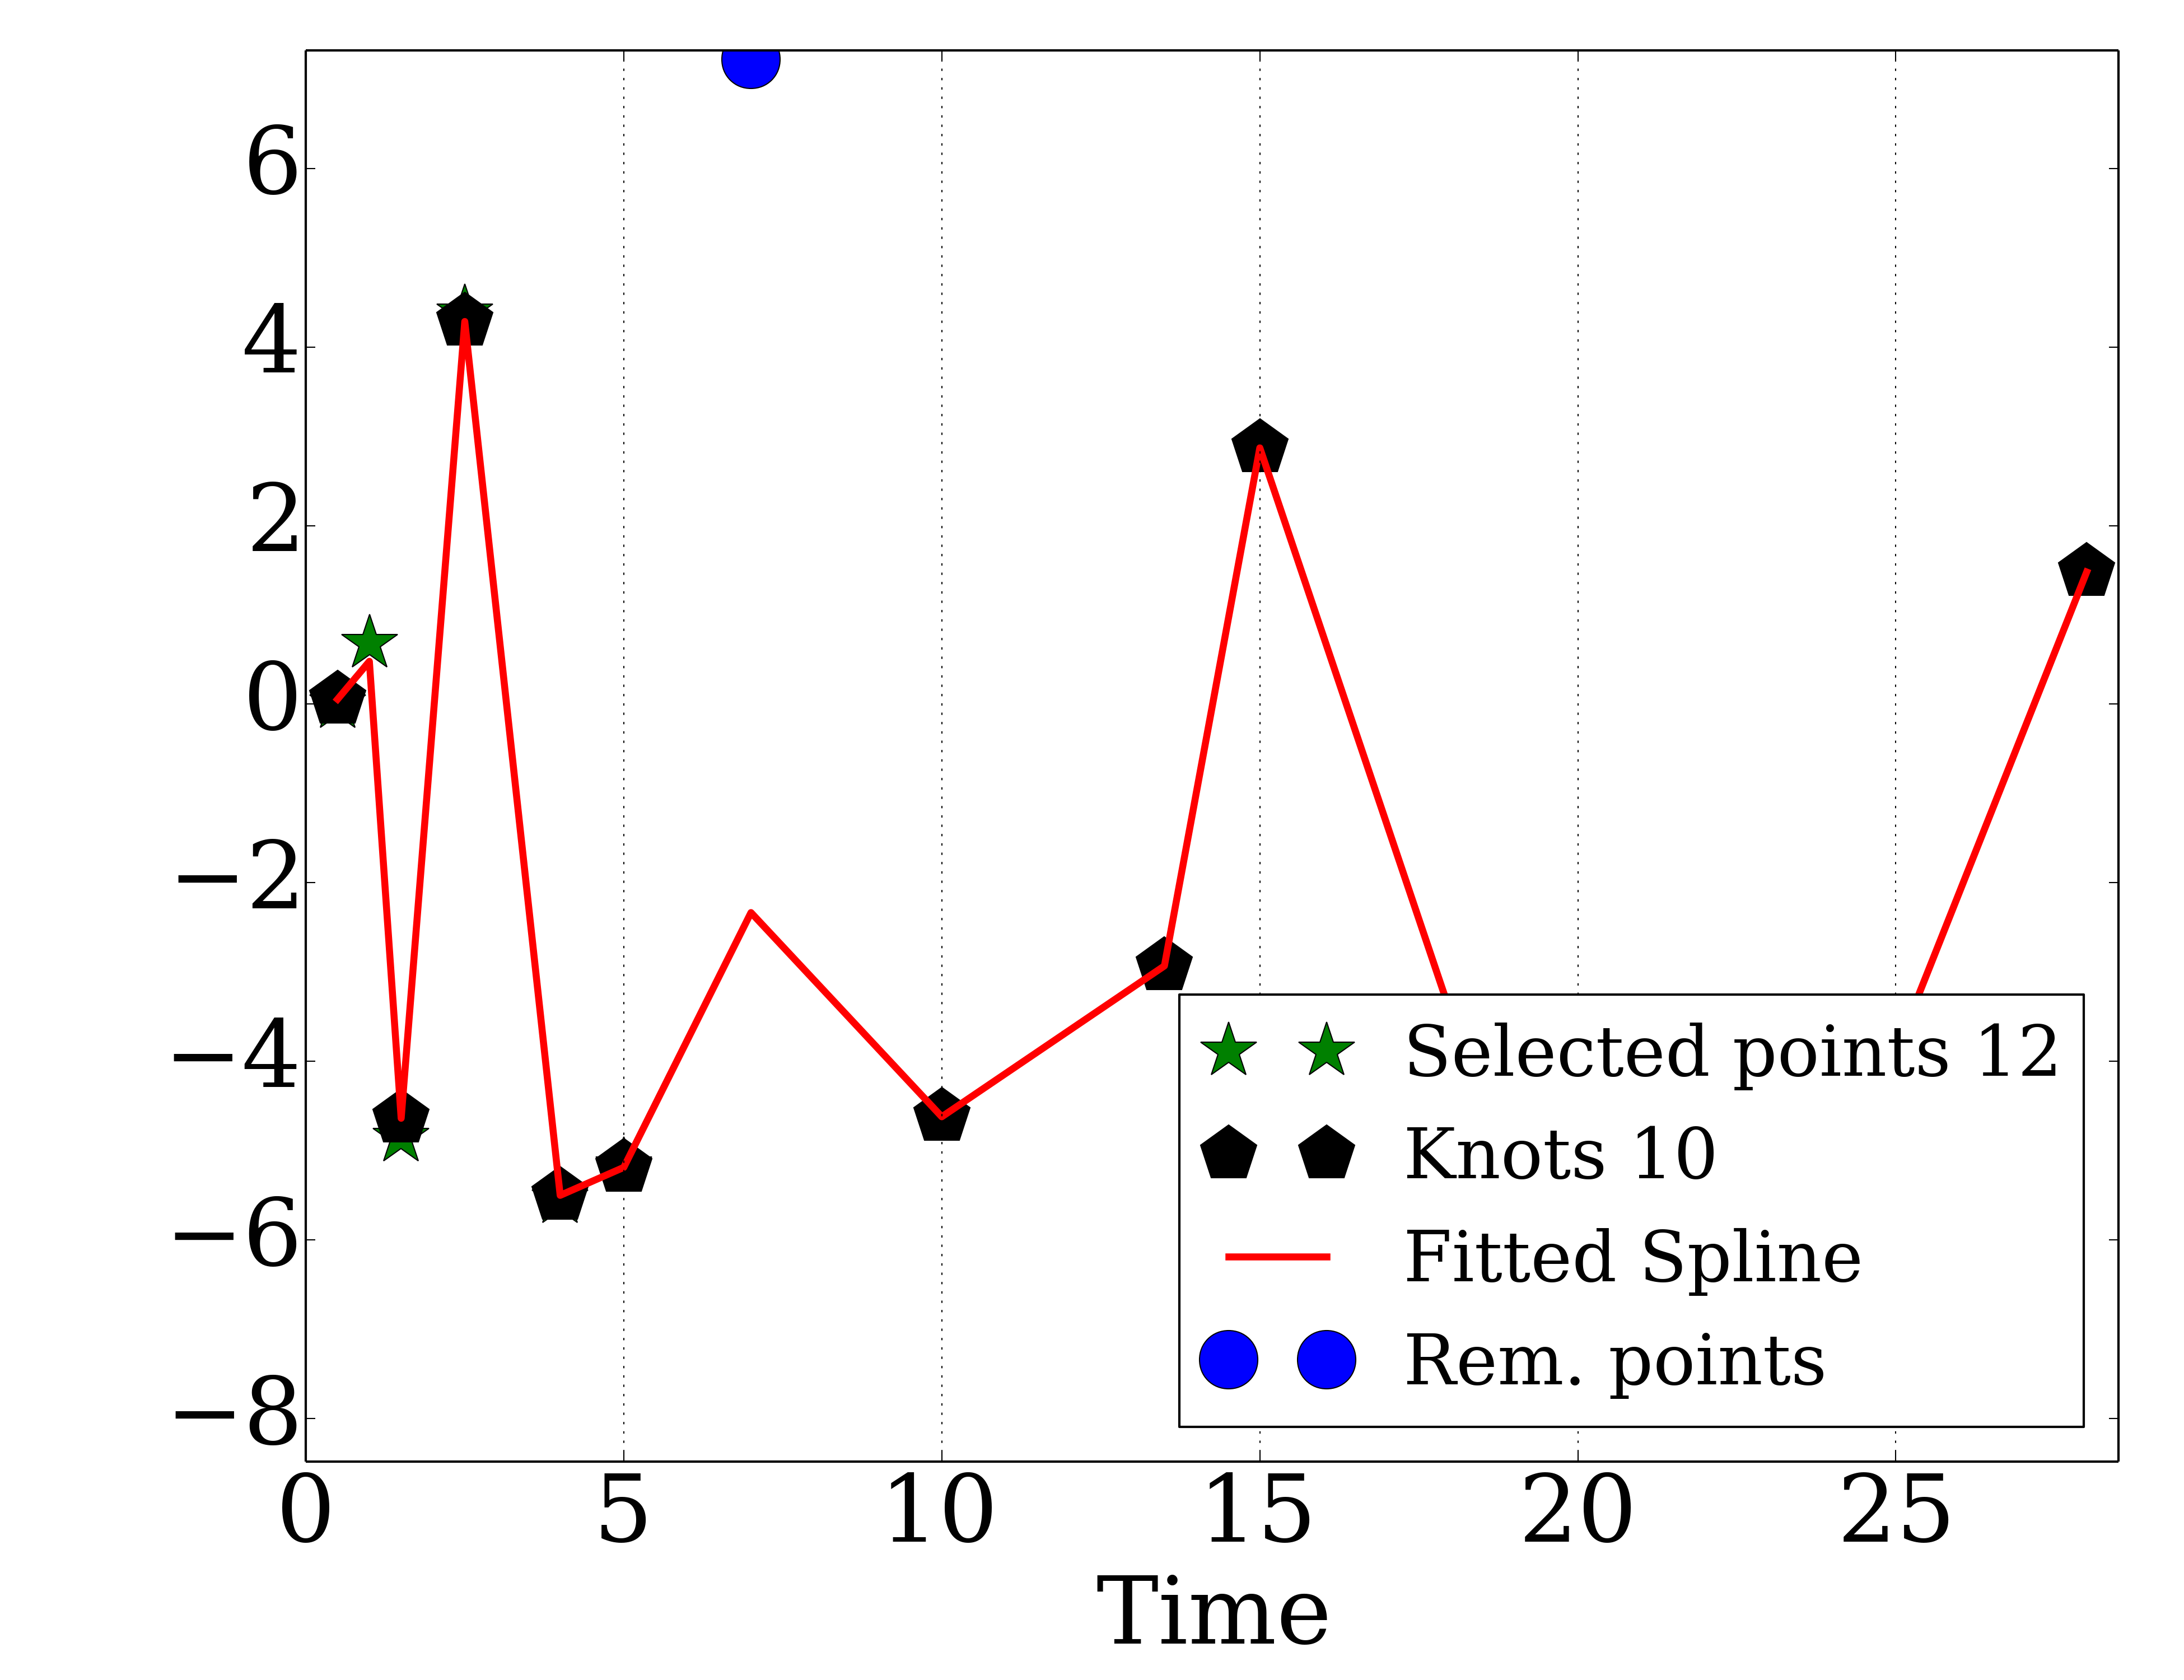 6
4
2
0
−2
−4
−6
−8
Selected points 12
Knots 10
Fitted Spline
Rem. points
0 5 10 15 20 25
Time